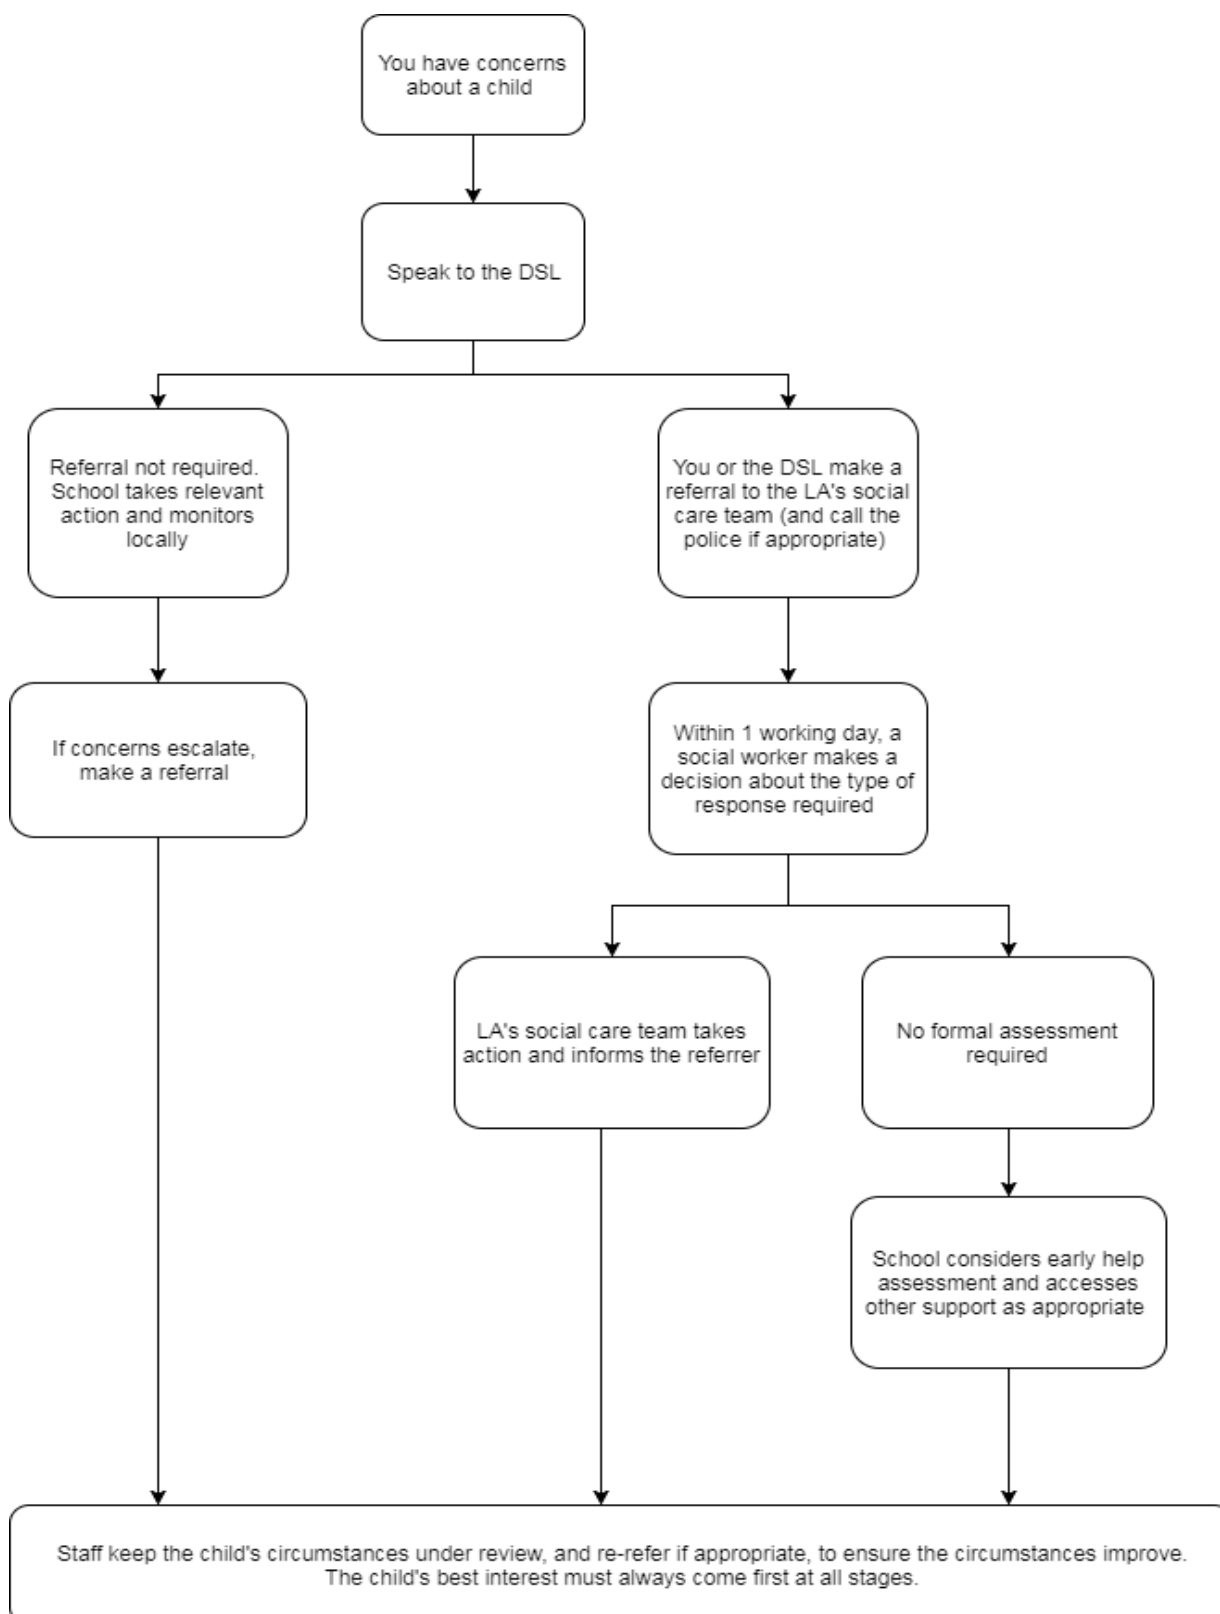 You have concerns
about a child
Speak to the DSL
Referral not required.
School takes relevant
action and monitors
locally
You or the DSL make a
referral to the LA's social
care team (and call the
police if appropriate)
If concerns escalate,
make a referral
Within 1 working day, a
social worker makes a
decision about the type of
response required
LA's social care team takes
action and informs the referrer
No formal assessment
required
School considers early help
assessment and accesses
other support as appropriate
Staff keep the child's circumstances under review, and re-refer if appropriate, to ensure the circumstances improve.
The child's best interest must always come first at all stages.